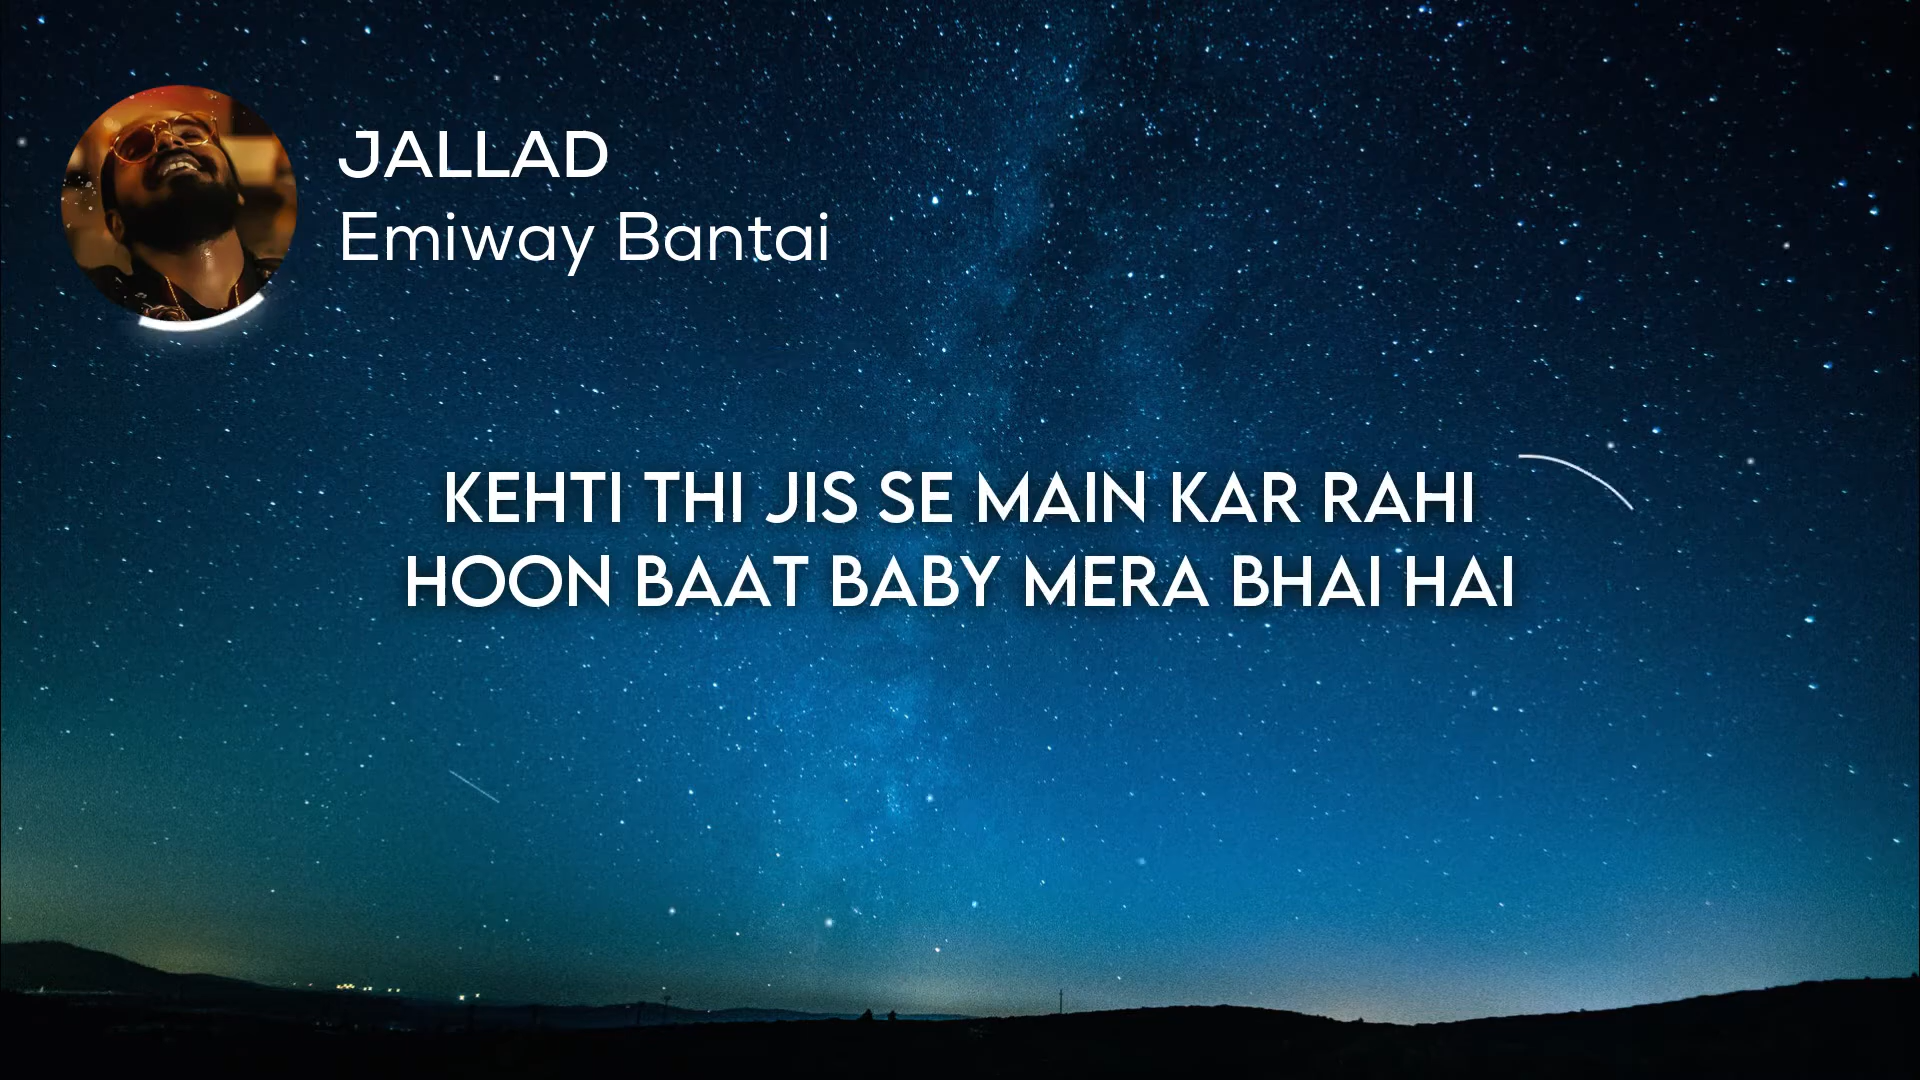 JALLAD
Emiway Bantai
KEHTI THI JIS SE MAIN KAR RAHI
HOON BAAT BABY MERA BHAI HAI